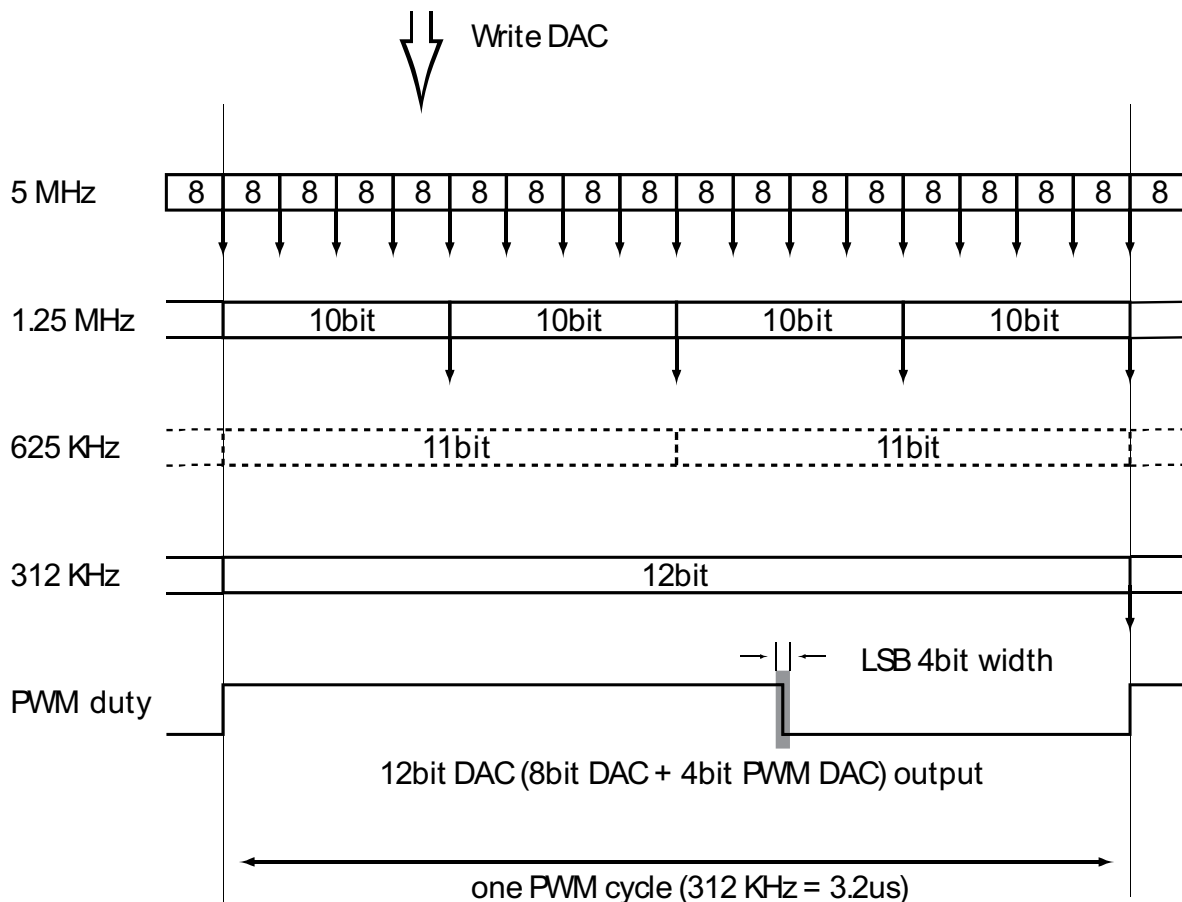 Write DAC
5 MHz 8 8 8 8 8 8 8 8 8 8 8 8 8 8 8 8 8 8
1.25 MHz 10bit 10bit 10bit 10bit
625 KHz 11bit 11bit
312 KHz 12bit
LSB 4bit width
PWM duty
12bit DAC (8bit DAC + 4bit PWM DAC) output
one PWM cycle (312 KHz = 3.2us)